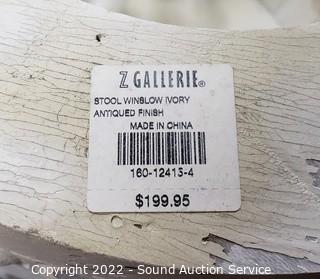 Z GALLERIE®
STOOL WINSLOW IVORY
ANTIQUED FINISH
MADE IN CHINA
160-12413-4
$199.95
Copyright 2022 - Sound Auction Service